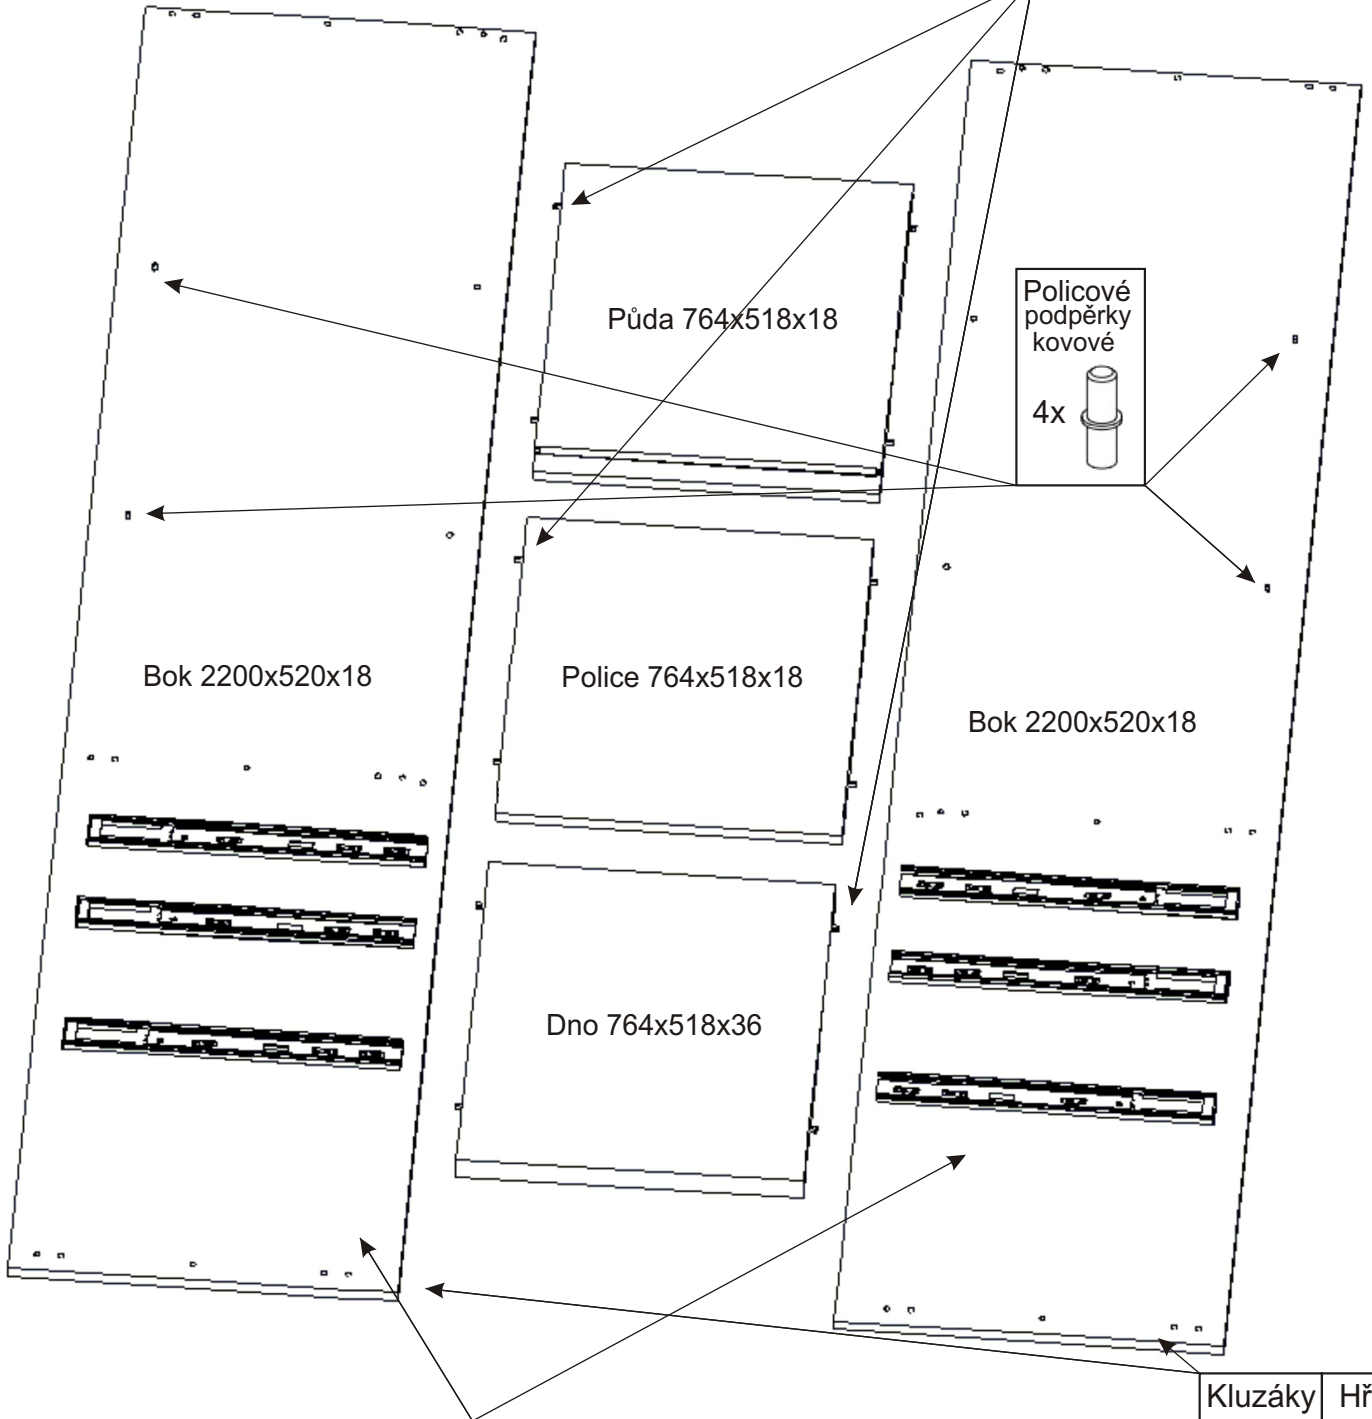 Půda 764x518x18
Policové
podpěrky
kovové
4x
Bok 2200x520x18
Police 764x518x18
Bok 2200x520x18
Dno 764x518x36
Kluzáky